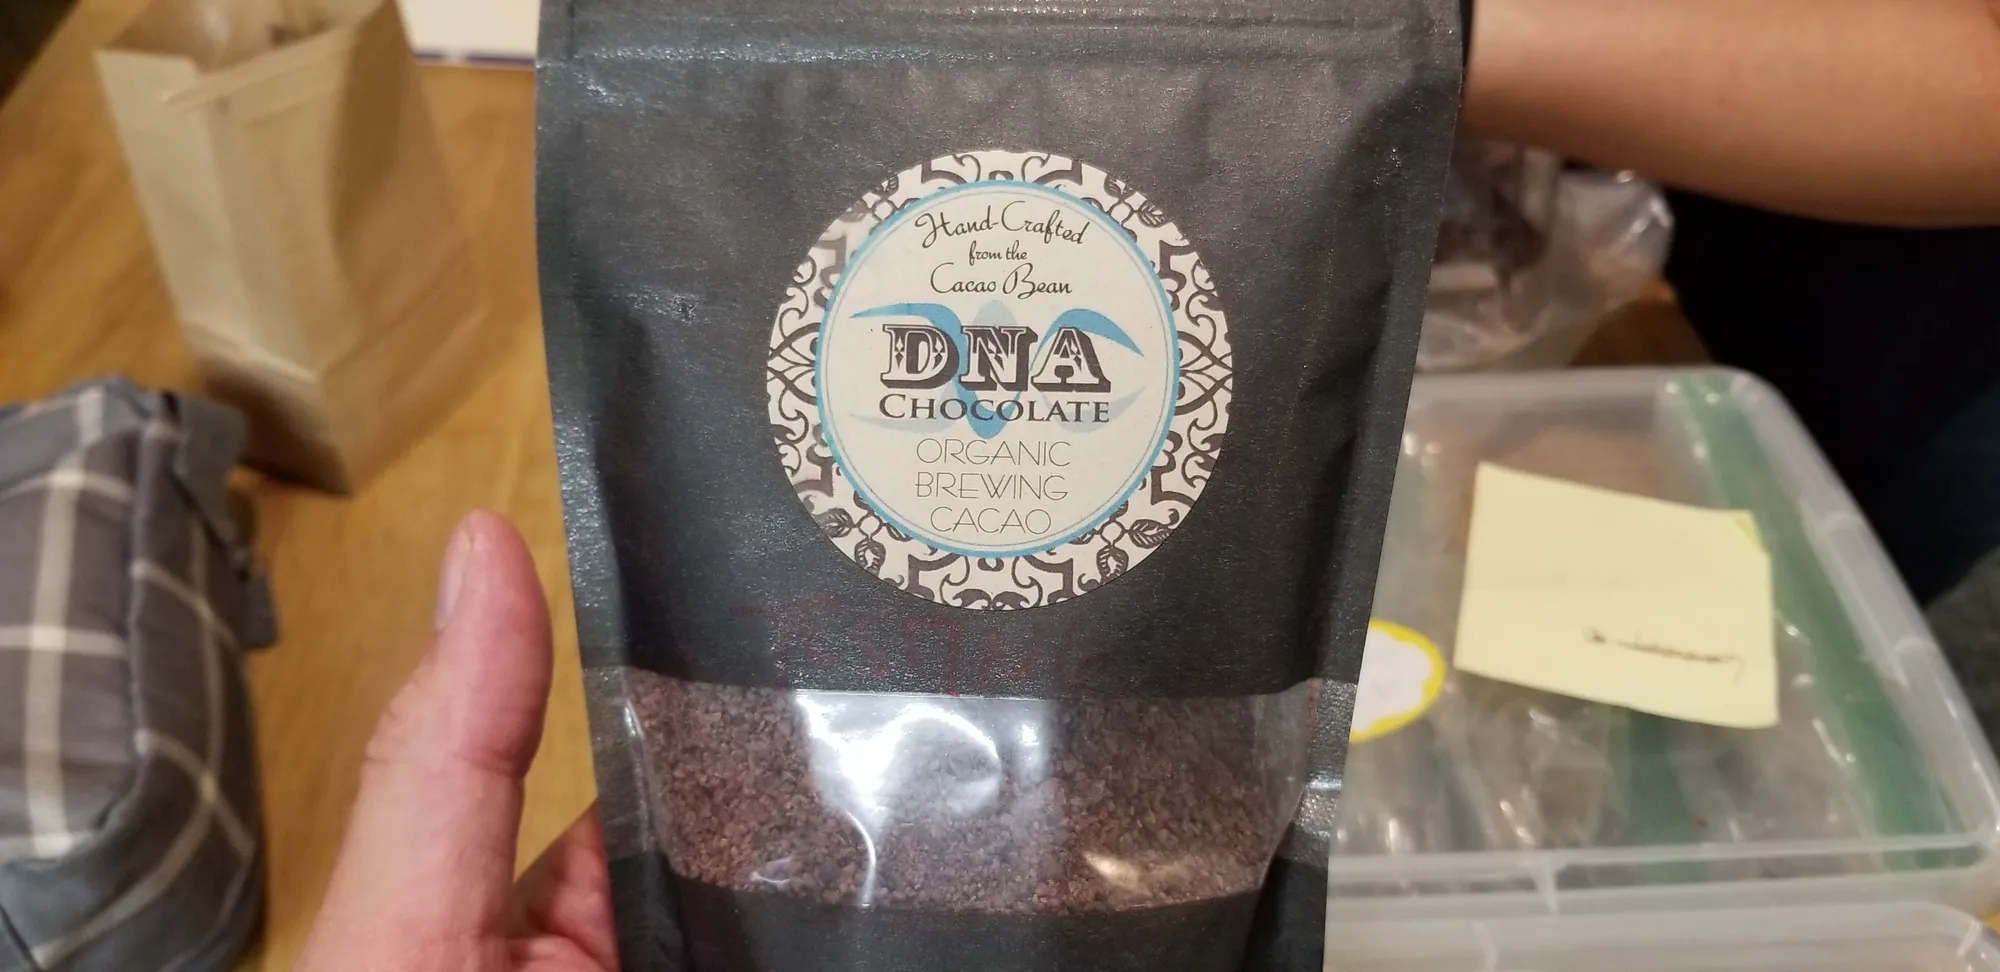 Hand-Crafted
from the
Cacao Bean
DNA
CHOCOLATE
ORGANIC
BREWING
CACAO